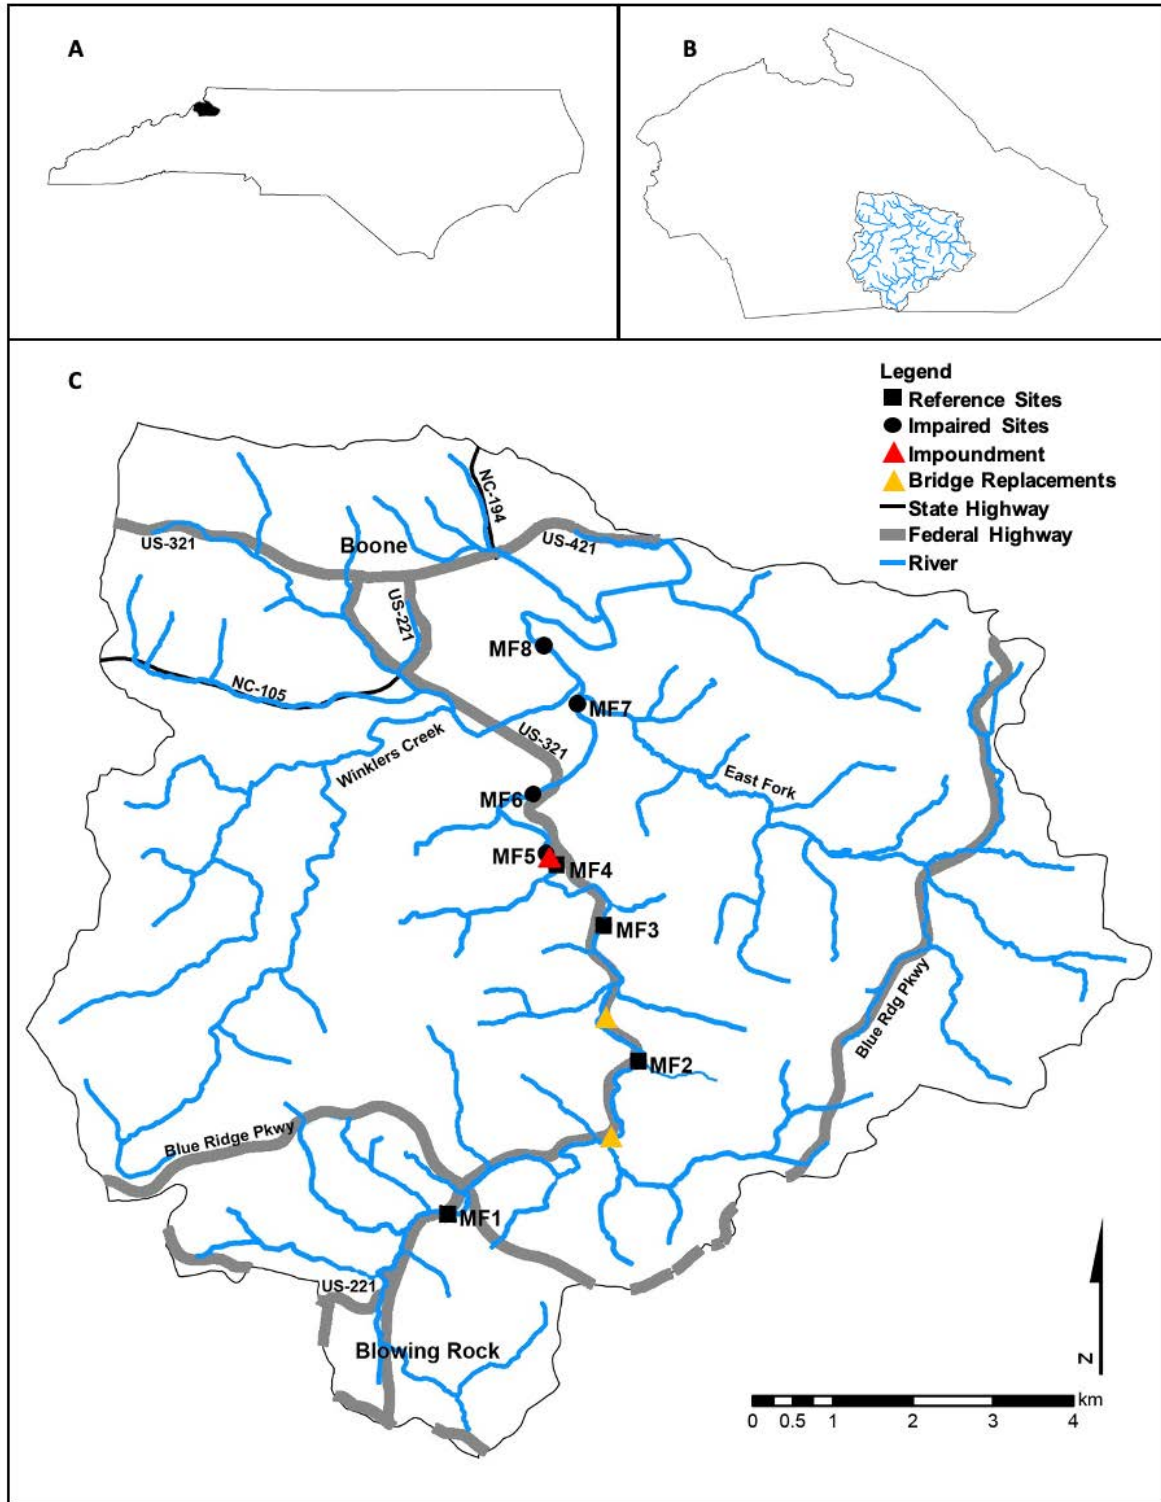 A
B
C
Legend
Reference Sites
Impaired Sites
Impoundment
Bridge Replacements
State Highway
Federal Highway
River
NC-194
US-321
Boone
US-421
US-221
MF8
NC-105
MF7
US-321
Winklers Creek
East Fork
MF6
MF5
MF4
MF3
Blue Rdg Pkwy
MF2
Blue Ridge Pkwy
MF1
US-221
Blowing Rock
N
km
0 0.5 1 2 3 4